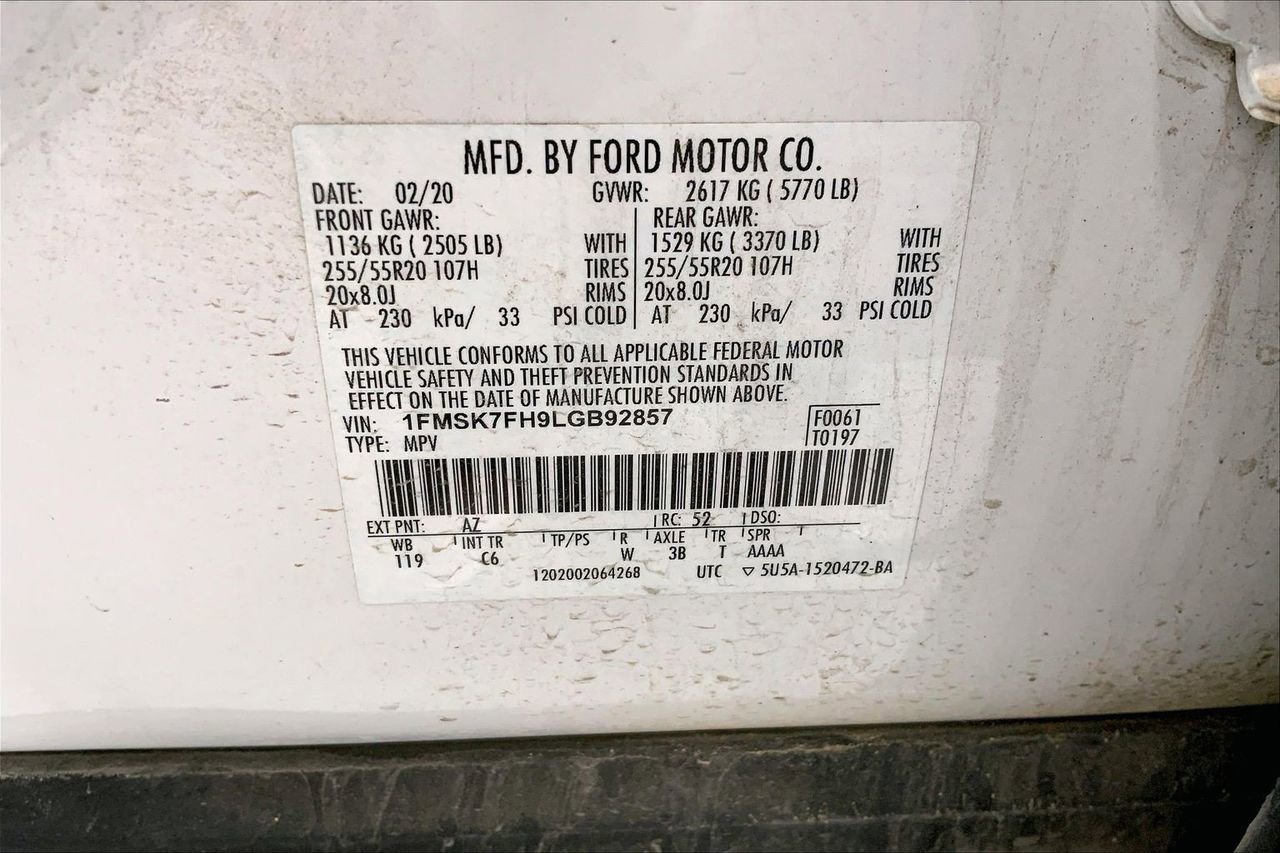 MFD. BY FORD MOTOR CO.
DATE: 02/20 GVWR: 2617 KG ( 5770 LB)
FRONT GAWR: REAR GAWR:
1136 KG ( 2505 LB) WITH 1529 KG ( 3370 LB) WITH
255/55R20 107H TIRES 255/55R20 107H TIRES
20x8.0J RIMS 20x8.0J RIMS
AT 230 kPa/ 33 PSI COLD AT 230 kPa/ 33 PSI COLD
THIS VEHICLE CONFORMS TO ALL APPLICABLE FEDERAL MOTOR
VEHICLE SAFETY AND THEFT PREVENTION STANDARDS IN
EFFECT ON THE DATE OF MANUFACTURE SHOWN ABOVE.
VIN: 1FMSK7FH9LGB92857 F0061
TYPE: MPV T0197
EXT PNT: AZ RC: 52 DSO:
WB INT TR TP/PS R AXLE TR SPR
119 C6 W 3B T AAAA
1202002064268 UTC ▽ 5U5A-1520472-BA